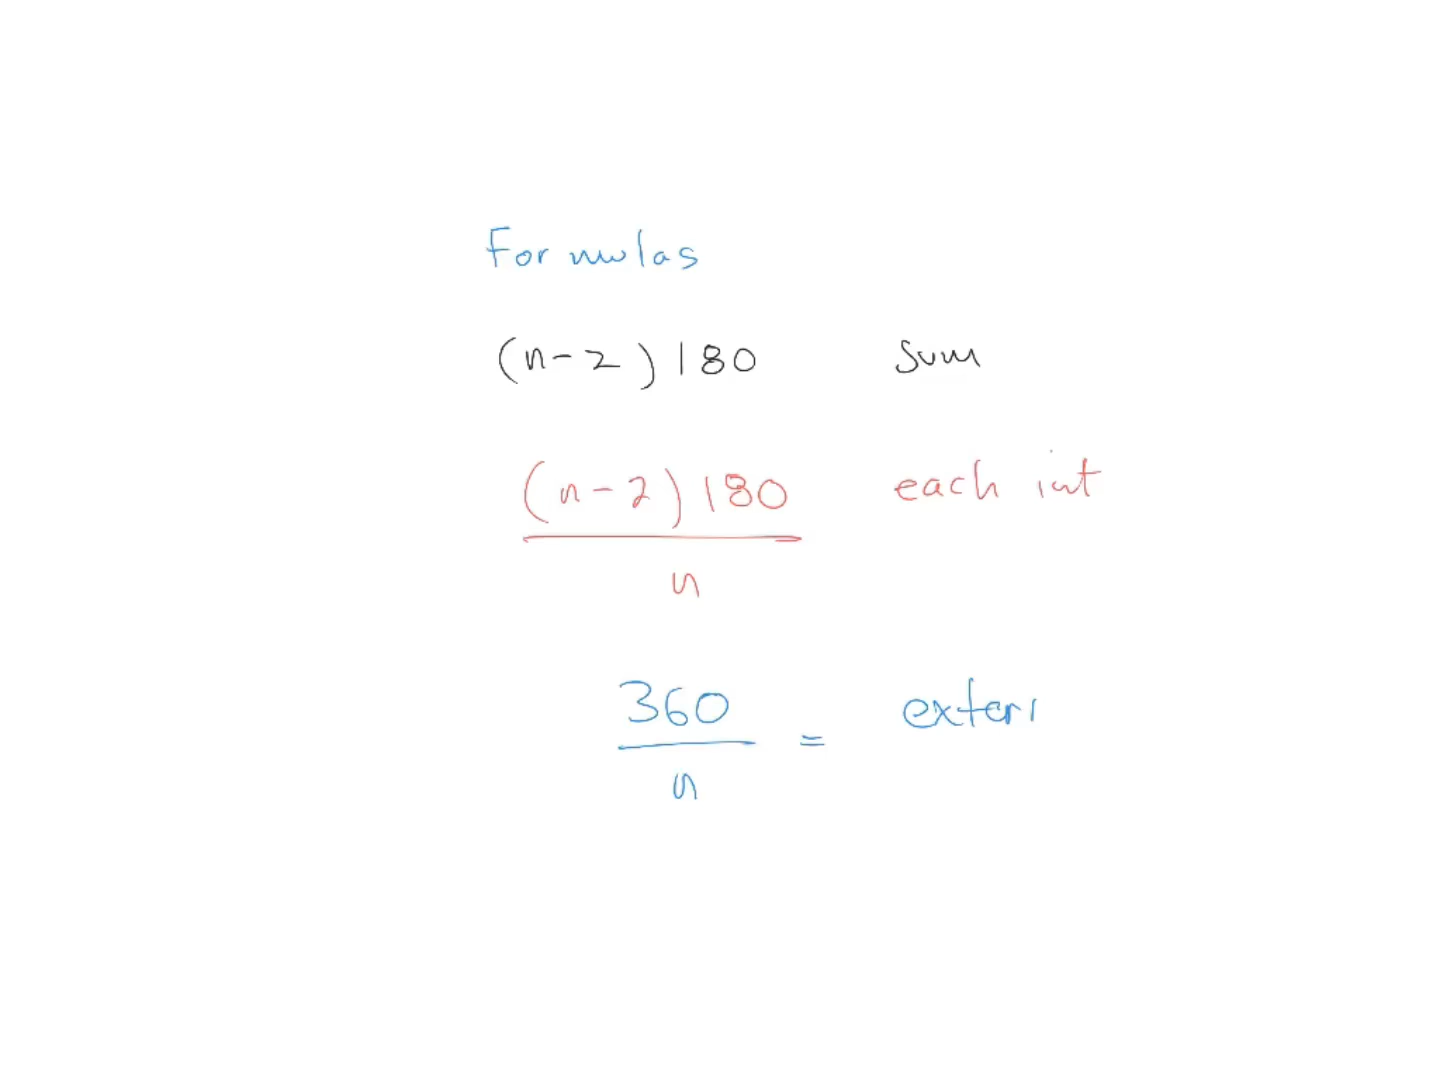 Formulas
(n-2)180 sum
(n-2)180 each int
n
360 = exteri
n